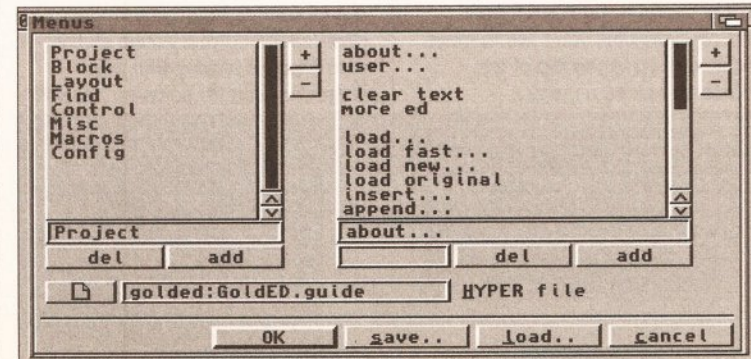 Menus
Project
Block
Layout
Find
Control
Misc
Macros
Config
+
-
Project
del add
about...
user...
clear text
more ed
load...
load fast...
load new...
load original
insert...
append...
+
-
about...
del add
golded:GoldED.guide HYPER file
OK save.. load.. cancel